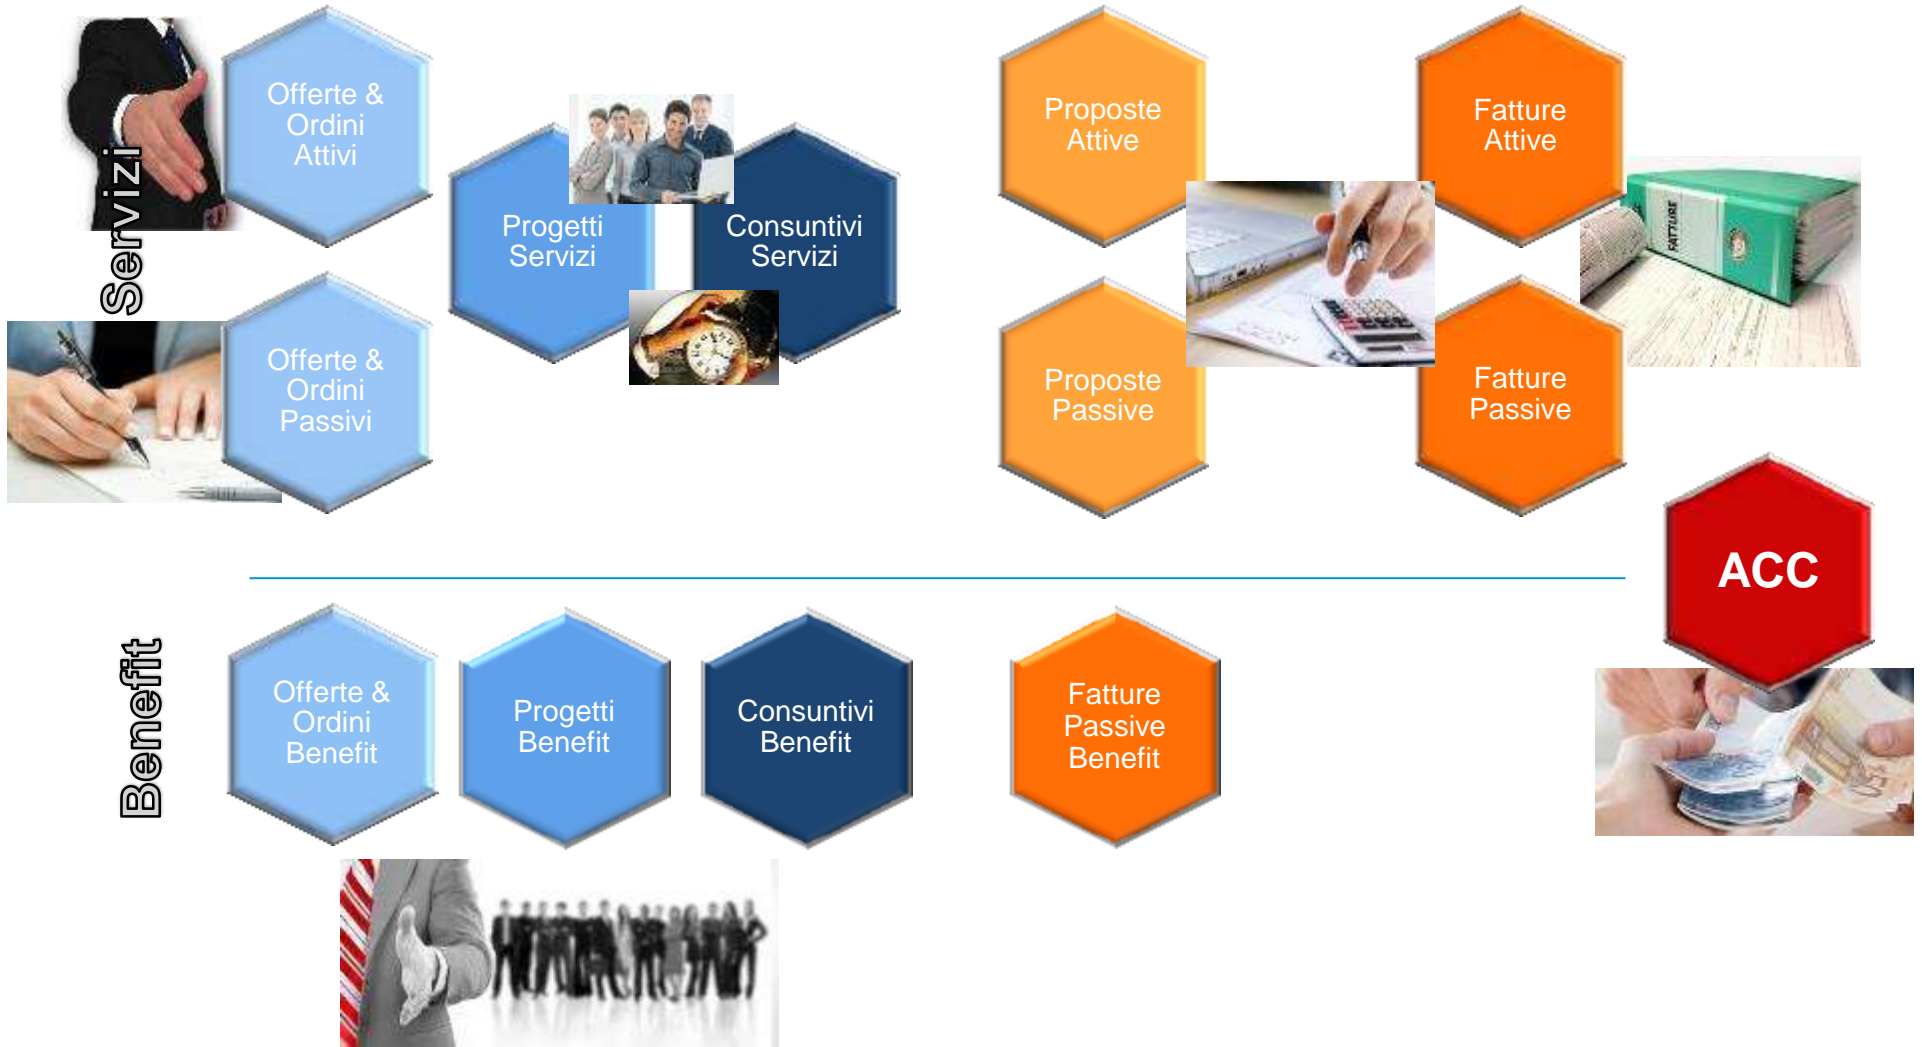 Servizi
Offerte &
Ordini
Attivi
Progetti
Servizi
Consuntivi
Servizi
Offerte &
Ordini
Passivi
Proposte
Attive
Fatture
Attive
FATTURE
Proposte
Passive
Fatture
Passive
ACC
Benefit
Offerte &
Ordini
Benefit
Progetti
Benefit
Consuntivi
Benefit
Fatture
Passive
Benefit